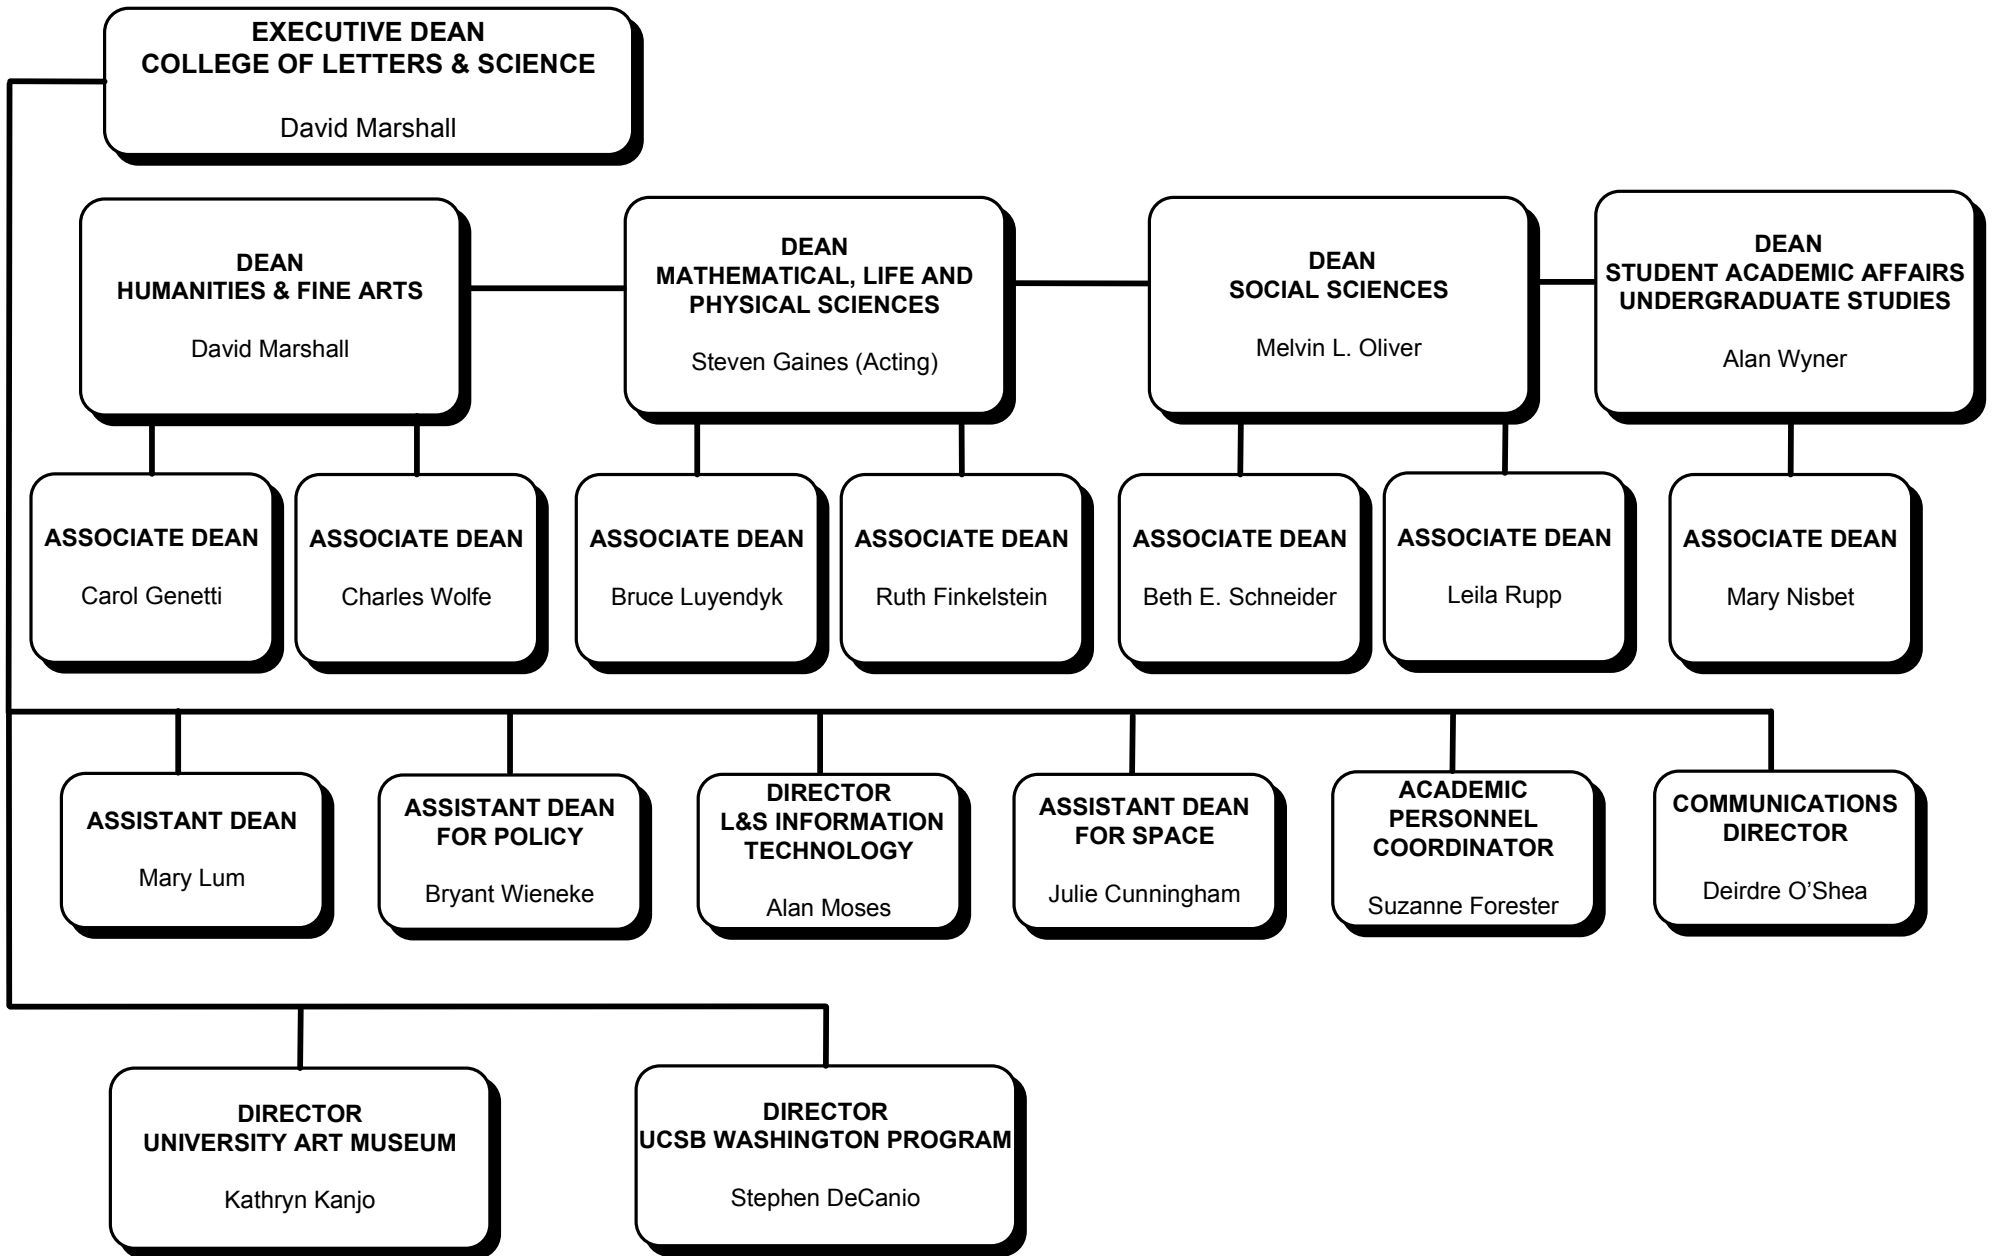 EXECUTIVE DEAN
COLLEGE OF LETTERS & SCIENCE
David Marshall
DEAN
HUMANITIES & FINE ARTS
David Marshall
DEAN
MATHEMATICAL, LIFE AND
PHYSICAL SCIENCES
Steven Gaines (Acting)
DEAN
SOCIAL SCIENCES
Melvin L. Oliver
DEAN
STUDENT ACADEMIC AFFAIRS
UNDERGRADUATE STUDIES
Alan Wyner
ASSOCIATE DEAN
Carol Genetti
ASSOCIATE DEAN
Charles Wolfe
ASSOCIATE DEAN
Bruce Luyendyk
ASSOCIATE DEAN
Ruth Finkelstein
ASSOCIATE DEAN
Beth E. Schneider
ASSOCIATE DEAN
Leila Rupp
ASSOCIATE DEAN
Mary Nisbet
ASSISTANT DEAN
Mary Lum
ASSISTANT DEAN
FOR POLICY
Bryant Wieneke
DIRECTOR
L&S INFORMATION
TECHNOLOGY
Alan Moses
ASSISTANT DEAN
FOR SPACE
Julie Cunningham
ACADEMIC
PERSONNEL
COORDINATOR
Suzanne Forester
COMMUNICATIONS
DIRECTOR
Deirdre O’Shea
DIRECTOR
UNIVERSITY ART MUSEUM
Kathryn Kanjo
DIRECTOR
UCSB WASHINGTON PROGRAM
Stephen DeCanio